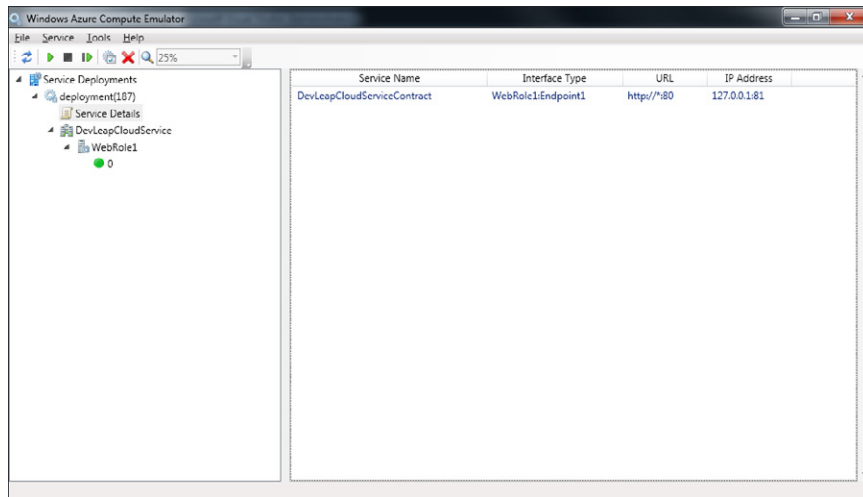 Windows Azure Compute Emulator
File Service Tools Help
25%
Service Deployments
deployment(187)
Service Details
DevLeapCloudService
WebRole1
0
Service Name Interface Type URL IP Address
DevLeapCloudServiceContract WebRole1:Endpoint1 http://*:80 127.0.0.1:81